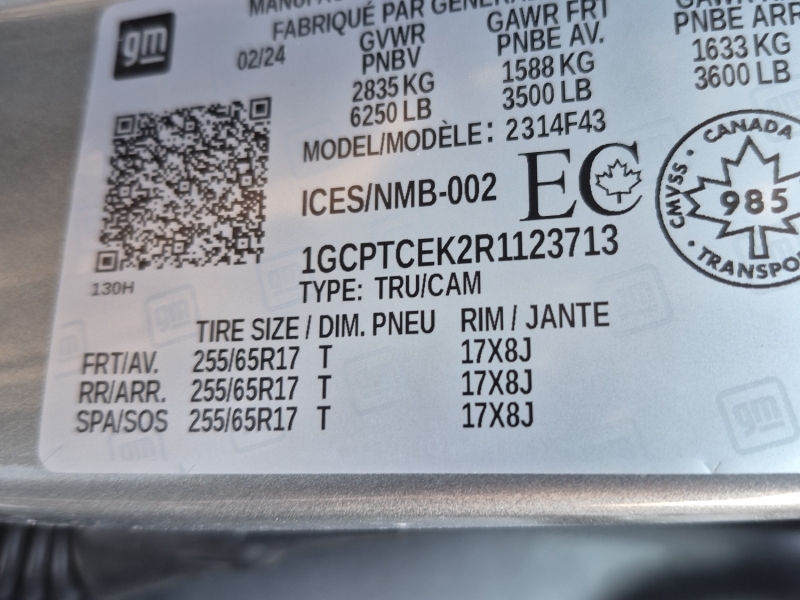 FABRIQUÉ PAR GENERA
gm
02/24
GVWR
PNBV
2835 KG
6250 LB
GAWR FRT
PNBE AV.
1588 KG
3500 LB
PNBE ARR
1633 KG
3600 LB
MODEL/MODÈLE: 2314F43
ICES/NMB-002
EC
CANADA
CMVSS
985
TRANSPO
1GCPTCEK2R1123713
130H
TYPE: TRU/CAM
TIRE SIZE / DIM. PNEU RIM / JANTE
FRT/AV. 255/65R17 T 17X8J
RR/ARR. 255/65R17 T 17X8J
SPA/SOS 255/65R17 T 17X8J
gm